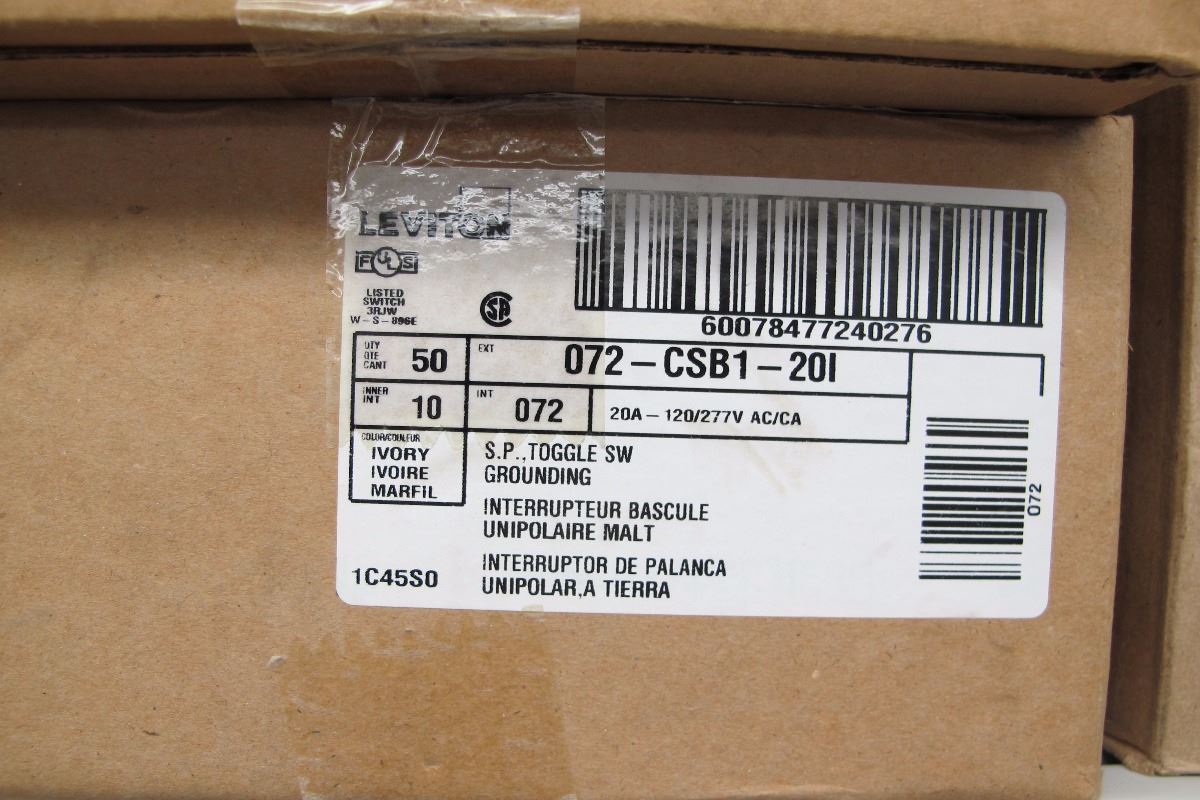 LEVITON
F UL S
LISTED
SWITCH
3RJW
W-S-896E
SA
60078477240276
QTY
QTE
CANT
50
EXT
072-CSB1-20I
INNER
INT
10
INT
072
20A-120/277V AC/CA
COLOR/COULEUR
IVORY
IVOIRE
MARFIL
S.P.,TOGGLE SW
GROUNDING
INTERRUPTEUR BASCULE
UNIPOLAIRE MALT
INTERRUPTOR DE PALANCA
UNIPOLAR,A TIERRA
072
1C45S0